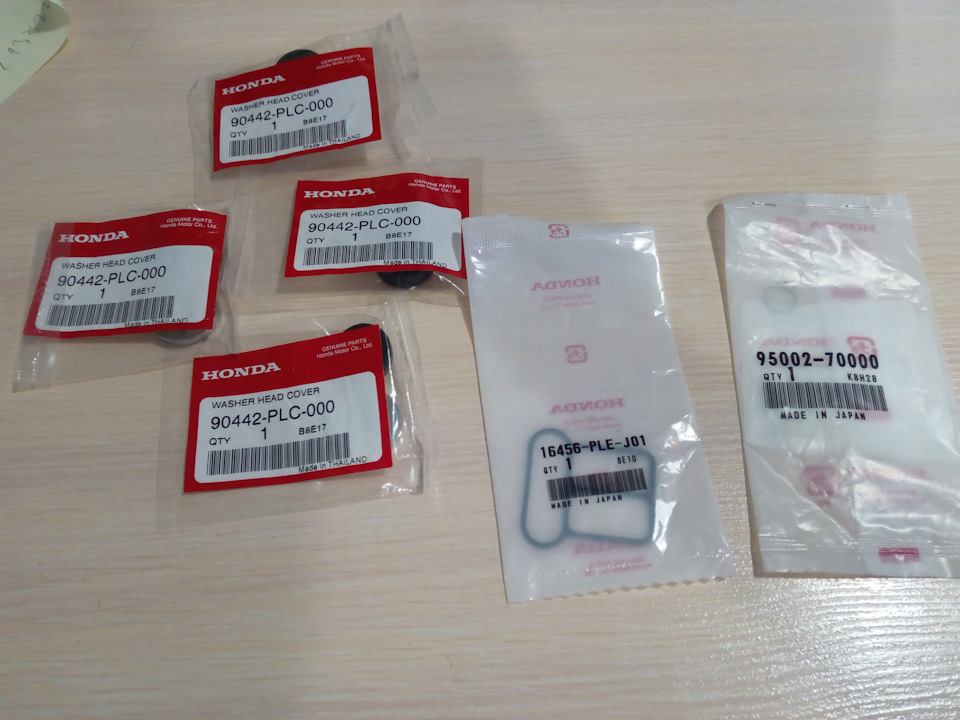 HONDA
GENUINE PARTS
Honda Motor Co., Ltd.
WASHER HEAD COVER
90442-PLC-000
QTY 1 B8E17
Made in THAILAND
HONDA
GENUINE PARTS
Honda Motor Co., Ltd.
WASHER HEAD COVER
90442-PLC-000
QTY 1 B8E17
Made in THAILAND
HONDA
GENUINE PARTS
Honda Motor Co., Ltd.
WASHER HEAD COVER
90442-PLC-000
QTY 1 B8E17
Made in THAILAND
HONDA
GENUINE PARTS
Honda Motor Co., Ltd.
WASHER HEAD COVER
90442-PLC-000
QTY 1 B8E17
Made in THAILAND
HONDA
HONDA
16456-PLE-J01
QTY 1 8E10
MADE IN JAPAN
HONDA
HONDA
95002-70000
QTY 1 K8H28
MADE IN JAPAN